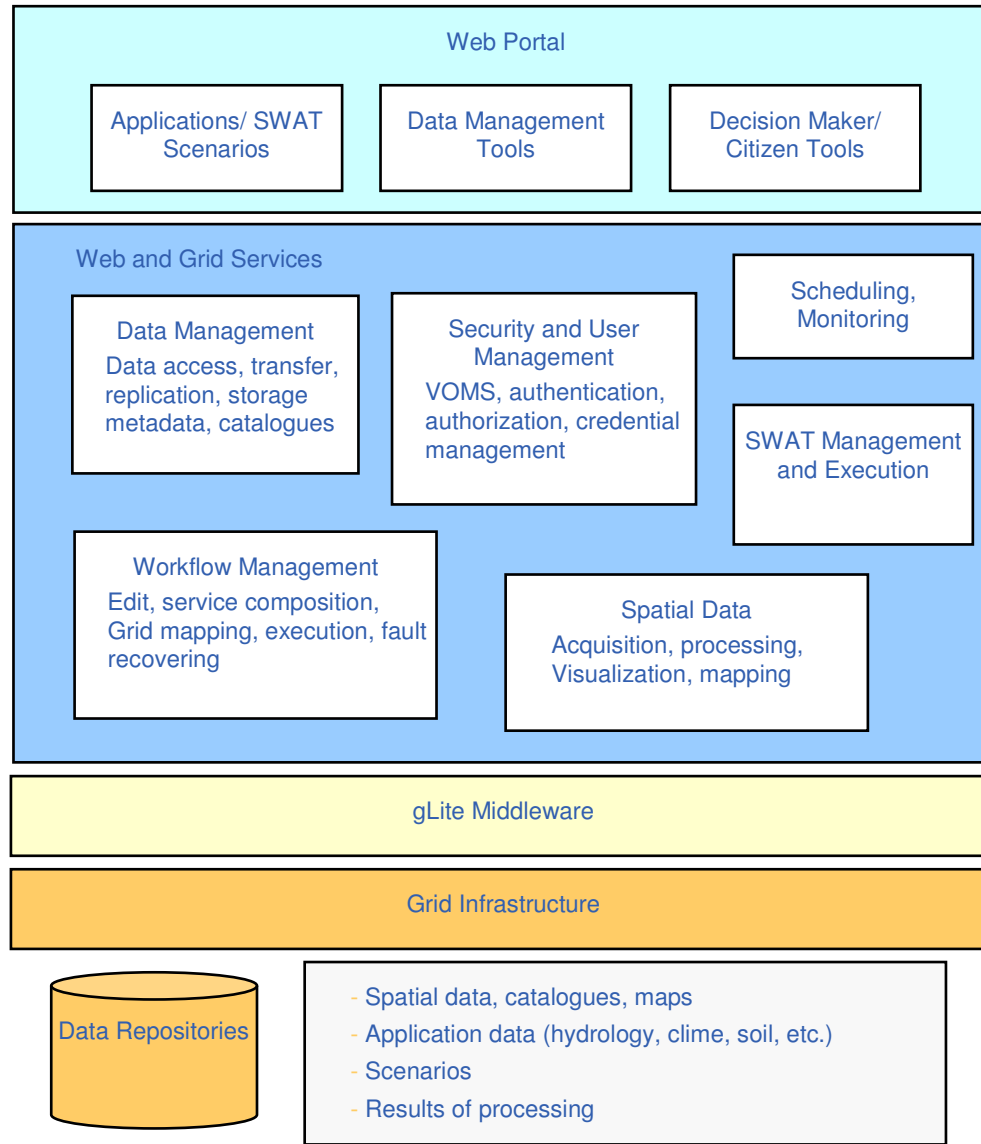 Web Portal
Applications/ SWAT
Scenarios
Data Management
Tools
Decision Maker/
Citizen Tools
Web and Grid Services
Data Management
Data access, transfer,
replication, storage
metadata, catalogues
Security and User
Management
VOMS, authentication,
authorization, credential
management
Scheduling,
Monitoring
SWAT Management
and Execution
Workflow Management
Edit, service composition,
Grid mapping, execution, fault
recovering
Spatial Data
Acquisition, processing,
Visualization, mapping
gLite Middleware
Grid Infrastructure
Data Repositories
- Spatial data, catalogues, maps
- Application data (hydrology, clime, soil, etc.)
- Scenarios
- Results of processing